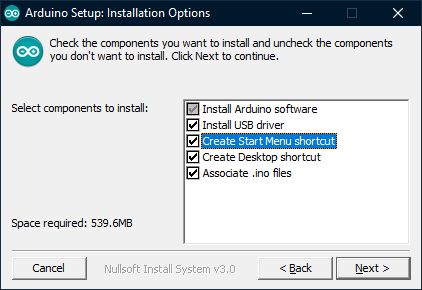 Arduino Setup: Installation Options
Check the components you want to install and uncheck the components
you don't want to install. Click Next to continue.
Select components to install:
Install Arduino software
Install USB driver
Create Start Menu shortcut
Create Desktop shortcut
Associate .ino files
Space required: 539.6MB
Cancel
Nullsoft Install System v3.0
< Back
Next >